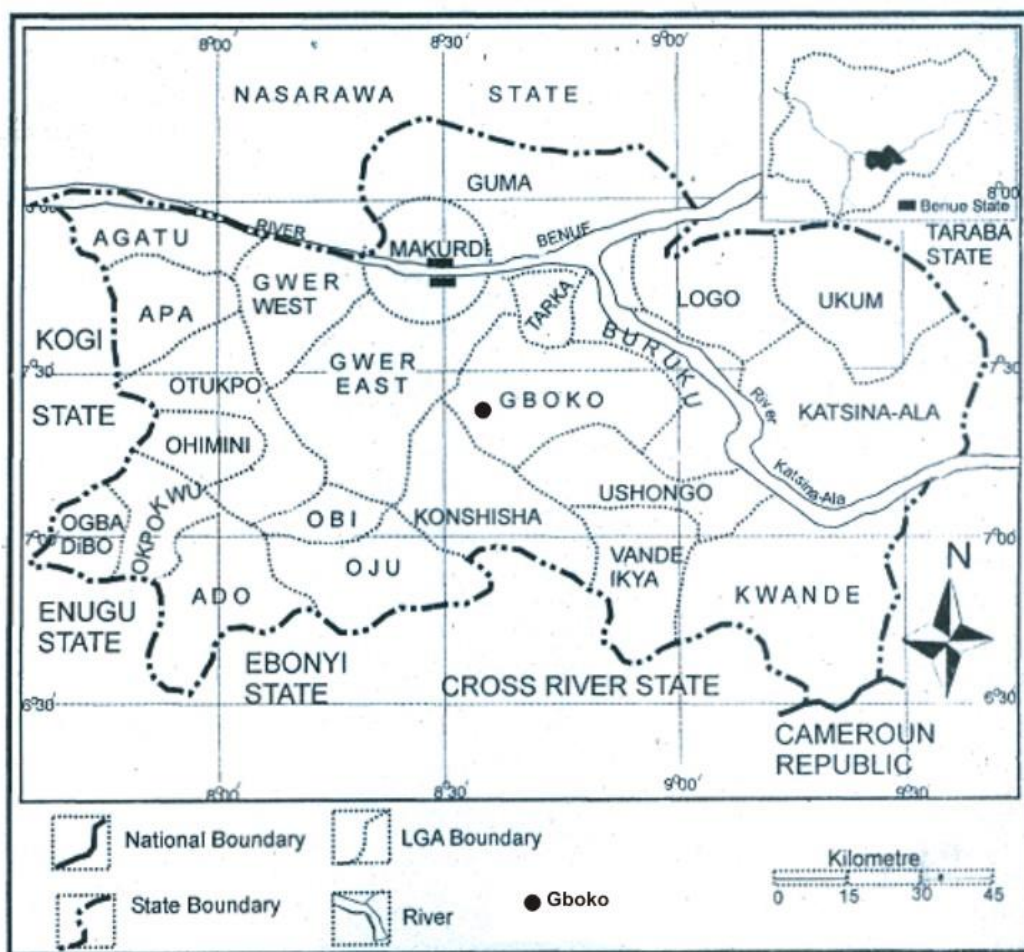 8°00'
8°30'
9°00'
NASARAWA STATE
GUMA
8°00
Benue State
AGATU
RIVER
MAKURDI
BENUE
TARABA
STATE
GWER
WEST
TARKA
LOGO
UKUM
APA
KOGI
STATE
BURUKU
7°30
GWER
EAST
7°30
OTUKPO
GBOKO
River
KATSINA-ALA
OHIMINI
Katsina-Ala
USHONGO
OKPOKWU
OGBA
DiBO
OBI
KONSHISHA
7°00
7°00
VANDE
IKYA
N
OJU
ADO
KWANDE
ENUGU
STATE
EBONYI
STATE
CROSS RIVER STATE
6°30'
6°30'
CAMEROUN
REPUBLIC
8°00'
8°30'
9°00'
9°30'
National Boundary
LGA Boundary
Kilometre
0 15 30 45
State Boundary
River
Gboko